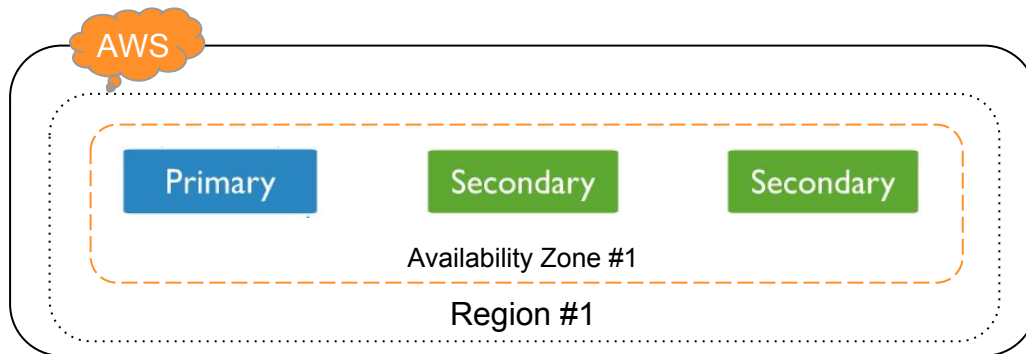 AWS
Primary
Secondary
Secondary
Availability Zone #1
Region #1